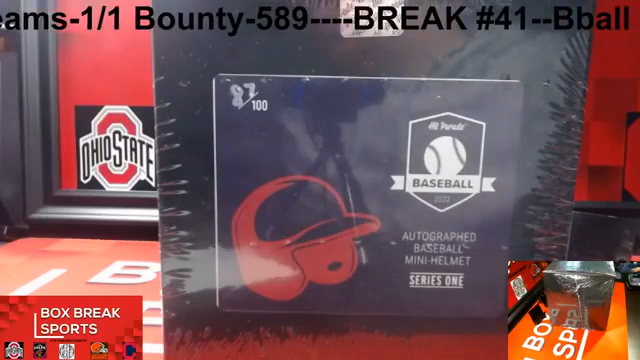 eams-1/1 Bounty-589----BREAK #41--Bball
87
/100
Hit Parade
BASEBALL
2022
AUTOGRAPHED
BASEBALL
MINI-HELMET
SERIES ONE
OHIO STATE
BOX BREAK
SPORTS